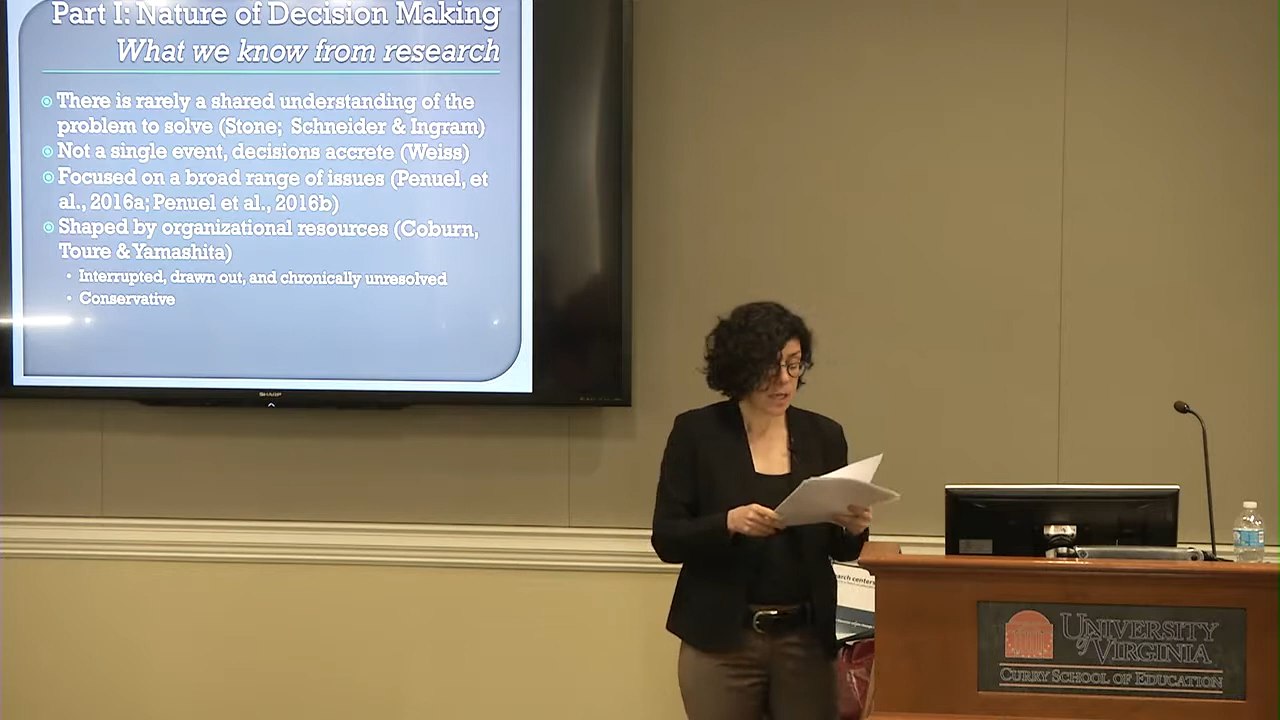 Part I: Nature of Decision Making
What we know from research
There is rarely a shared understanding of the
problem to solve (Stone; Schneider & Ingram)
Not a single event, decisions accrete (Weiss)
Focused on a broad range of issues (Penuel, et
al., 2016a; Penuel et al., 2016b)
Shaped by organizational resources (Coburn,
Toure & Yamashita)
Interrupted, drawn out, and chronically unresolved
Conservative
SHARP
arch centers
UNIVERSITY
of VIRGINIA
CURRY SCHOOL OF EDUCATION